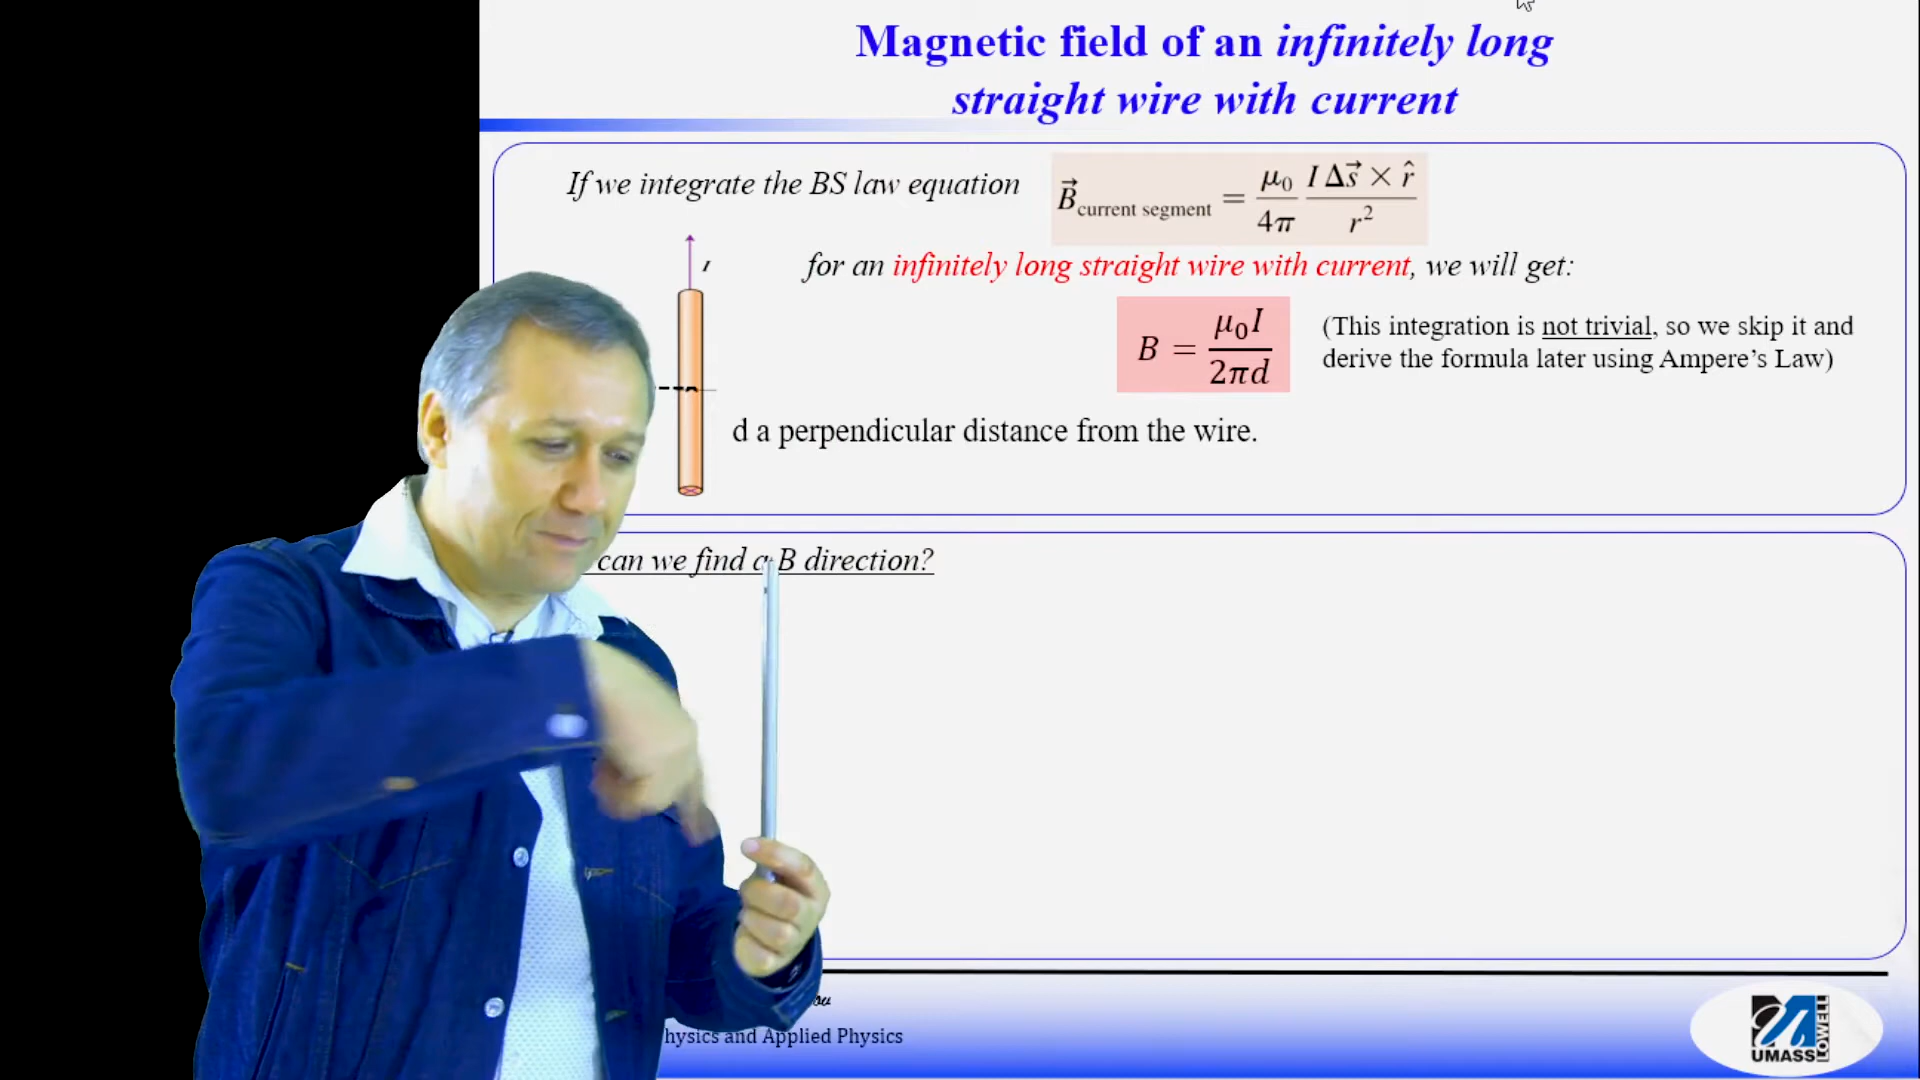 Magnetic field of an infinitely long
straight wire with current
If we integrate the BS law equation
B⃗ current segment = μ₀/4π I Δs⃗ × r̂/r²
I
for an infinitely long straight wire with current, we will get:
B = μ₀I/2πd
(This integration is not trivial, so we skip it and
derive the formula later using Ampere's Law)
d a perpendicular distance from the wire.
can we find a B direction?
ou
hysics and Applied Physics
UMASS
LOWELL